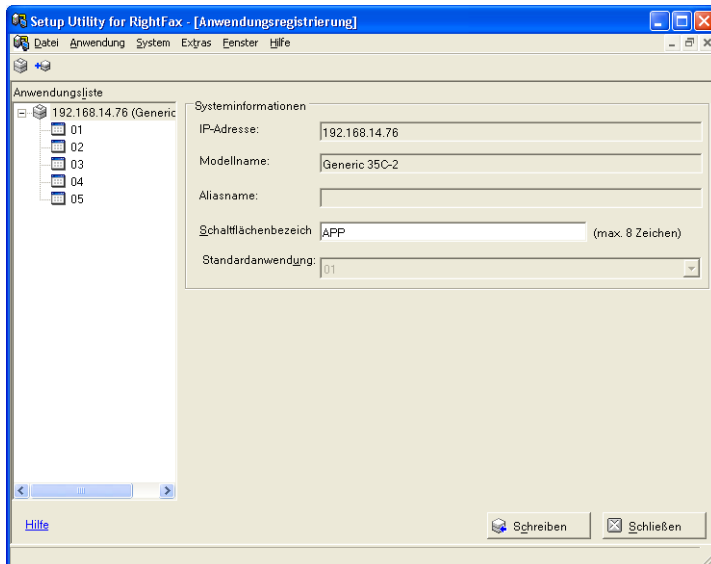 Setup Utility for RightFax - [Anwendungsregistrierung]
Datei Anwendung System Extras Fenster Hilfe
Anwendungsliste
192.168.14.76 (Generic
01
02
03
04
05
Systeminformationen
IP-Adresse: 192.168.14.76
Modellname: Generic 35C-2
Aliasname:
Schaltflächenbezeich APP (max. 8 Zeichen)
Standardanwendung: 01
Hilfe Schreiben Schließen